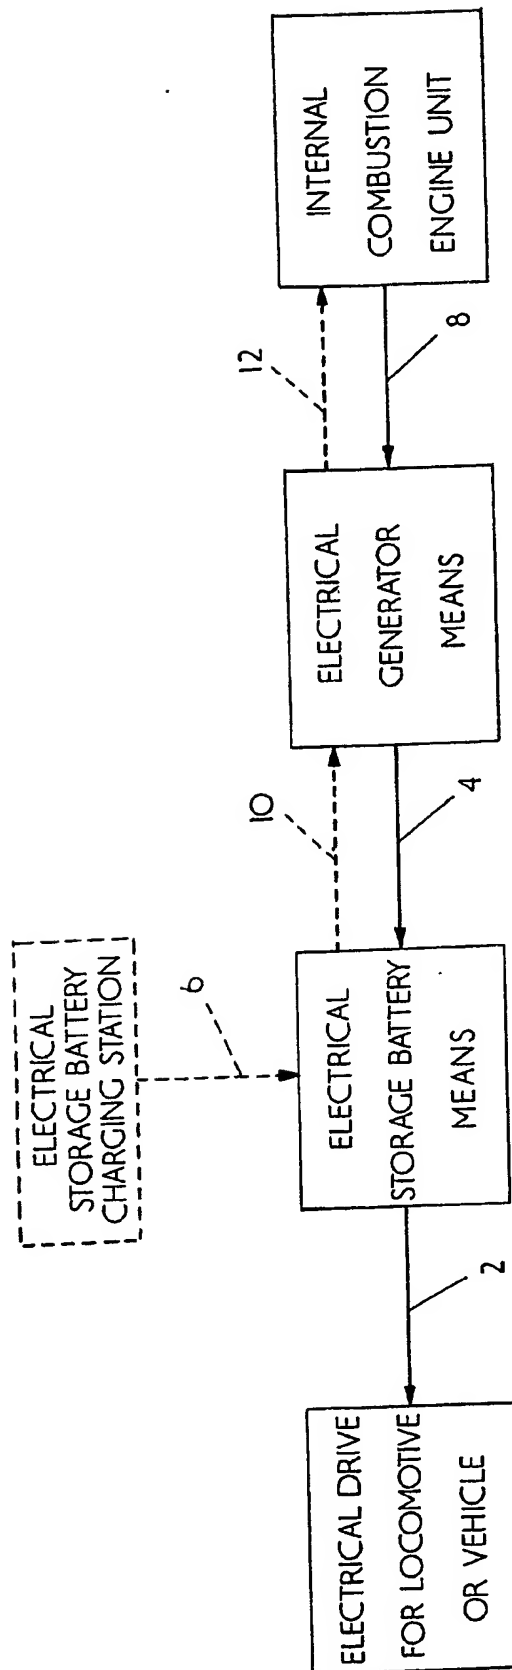 ELECTRICAL
STORAGE BATTERY
CHARGING STATION
6
ELECTRICAL DRIVE
FOR LOCOMOTIVE
OR VEHICLE
2
ELECTRICAL
STORAGE BATTERY
MEANS
10
4
ELECTRICAL
GENERATOR
MEANS
12
8
INTERNAL
COMBUSTION
ENGINE UNIT